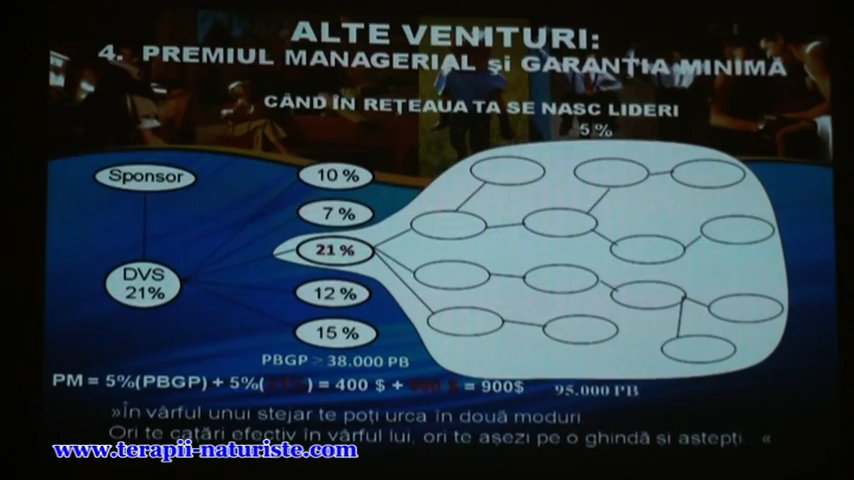 ALTE VENITURI:
4. PREMIUL MANAGERIAL și GARANȚIA MINIMĂ
CÂND ÎN REȚEAUA TA SE NASC LIDERI
5 %
Sponsor
10 %
7 %
21 %
DVS
21%
12 %
15 %
PBGP > 38.000 PB
PM = 5%(PBGP) + 5%( ) = 400 $ + = 900$ 95.000 PB
»În vârful unui stejar te poți urca în două moduri.
Ori te catări efectiv în vârful lui, ori te așezi pe o ghindă si astepți... «
www.terapii-naturiste.com